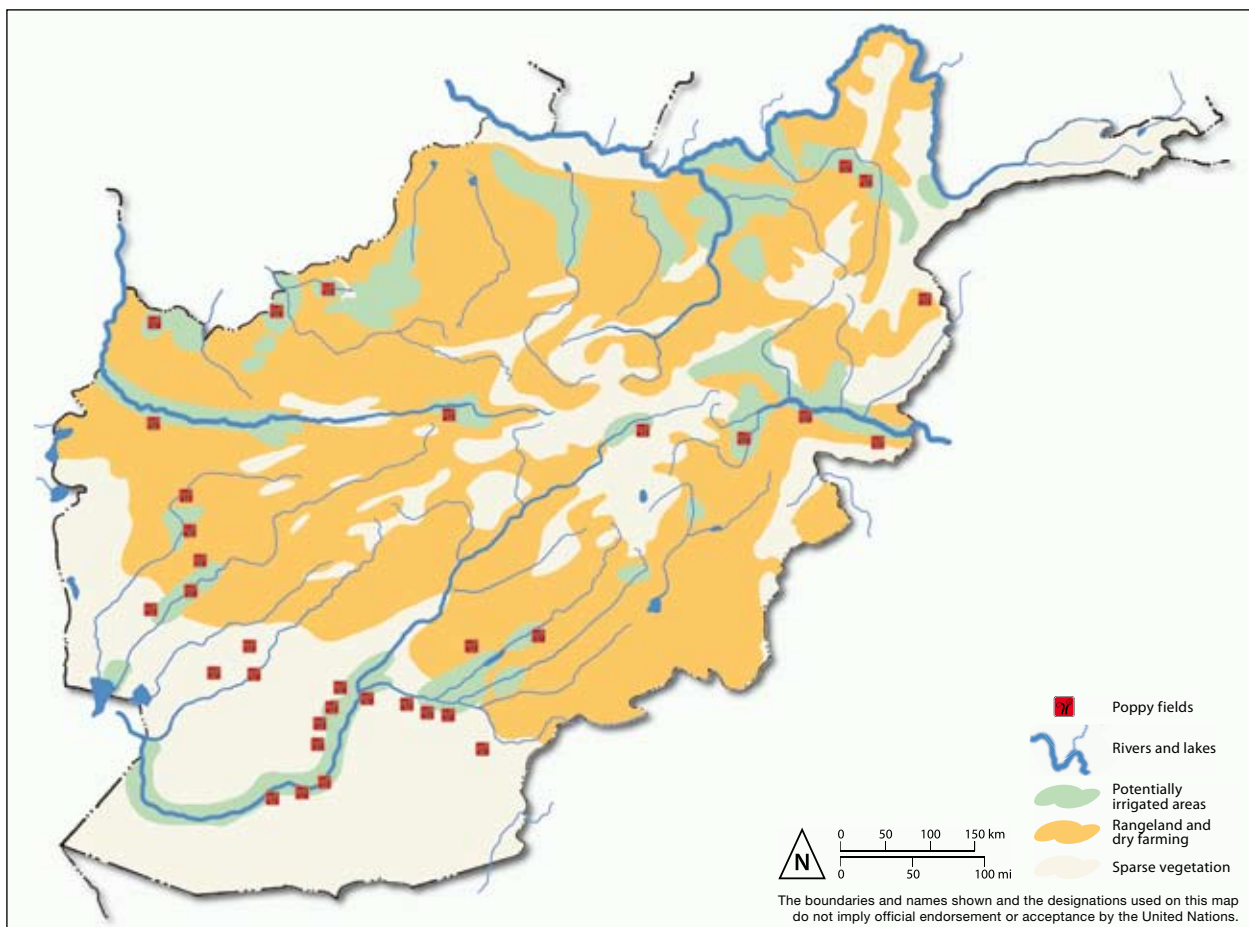 Poppy fields
Rivers and lakes
Potentially
irrigated areas
Rangeland and
dry farming
Sparse vegetation
N
0 50 100 150 km
0 50 100 mi
The boundaries and names shown and the designations used on this map
do not imply official endorsement or acceptance by the United Nations.